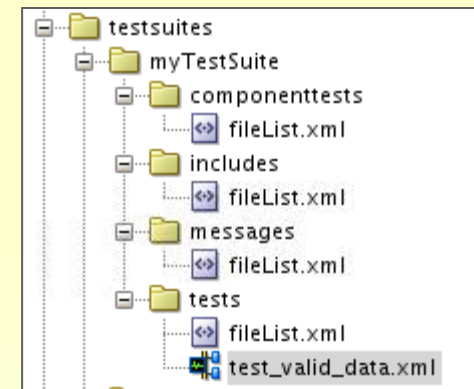 testsuites
myTestSuite
componenttests
fileList.xml
includes
fileList.xml
messages
fileList.xml
tests
fileList.xml
test_valid_data.xml